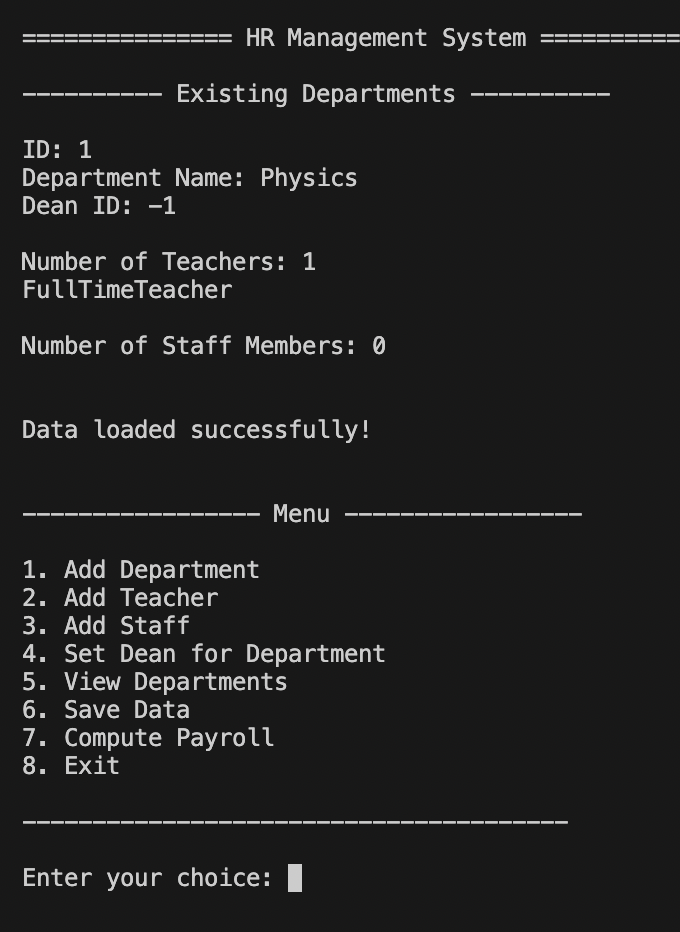 =============== HR Management System ==========
---------- Existing Departments ----------
ID: 1
Department Name: Physics
Dean ID: -1
Number of Teachers: 1
FullTimeTeacher
Number of Staff Members: 0
Data loaded successfully!
----------------- Menu -----------------
1. Add Department
2. Add Teacher
3. Add Staff
4. Set Dean for Department
5. View Departments
6. Save Data
7. Compute Payroll
8. Exit
---------------------------------------
Enter your choice: